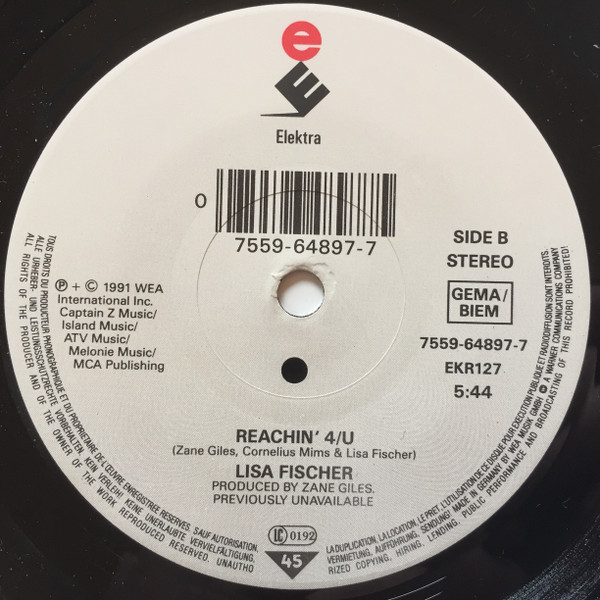 e
E
Elektra
0
7559-64897-7
SIDE B
STEREO
GEMA/
BIEM
7559-64897-7
EKR127
5:44
℗ + © 1991 WEA
International Inc.
Captain Z Music/
Island Music/
ATV Music/
Melonie Music/
MCA Publishing
REACHIN' 4/U
(Zane Giles, Cornelius Mims & Lisa Fischer)
LISA FISCHER
PRODUCED BY ZANE GILES.
PREVIOUSLY UNAVAILABLE
LC 0192
45
TOUS DROITS DU PRODUCTEUR PHONOGRAPHIQUE ET DU PROPRIETAIRE DE L'ŒUVRE ENREGISTREE RESERVES. SAUF AUTORISATION. LA DUPLICATION, LA LOCATION, LE PRET, L'UTILISATION DE CE DISQUE POUR EXECUTION PUBLIQUE ET RADIODIFFUSION SONT INTERDITS.
ALLE URHEBER- UND LEISTUNGSSCHUTZRECHTE VORBEHALTEN. KEIN VERLEIH! KEINE UNERLAUBTE VERVIELFÄLTIGUNG, VERMIETUNG, AUFFÜHRUNG, SENDUNG! MADE IN GERMANY BY WEA MUSIK GMBH A WARNER COMMUNICATIONS COMPANY
ALL RIGHTS OF THE PRODUCER AND OF THE OWNER OF THE WORK REPRODUCED RESERVED. UNAUTHORIZED COPYING, HIRING, LENDING, PUBLIC PERFORMANCE AND BROADCASTING OF THIS RECORD PROHIBITED!